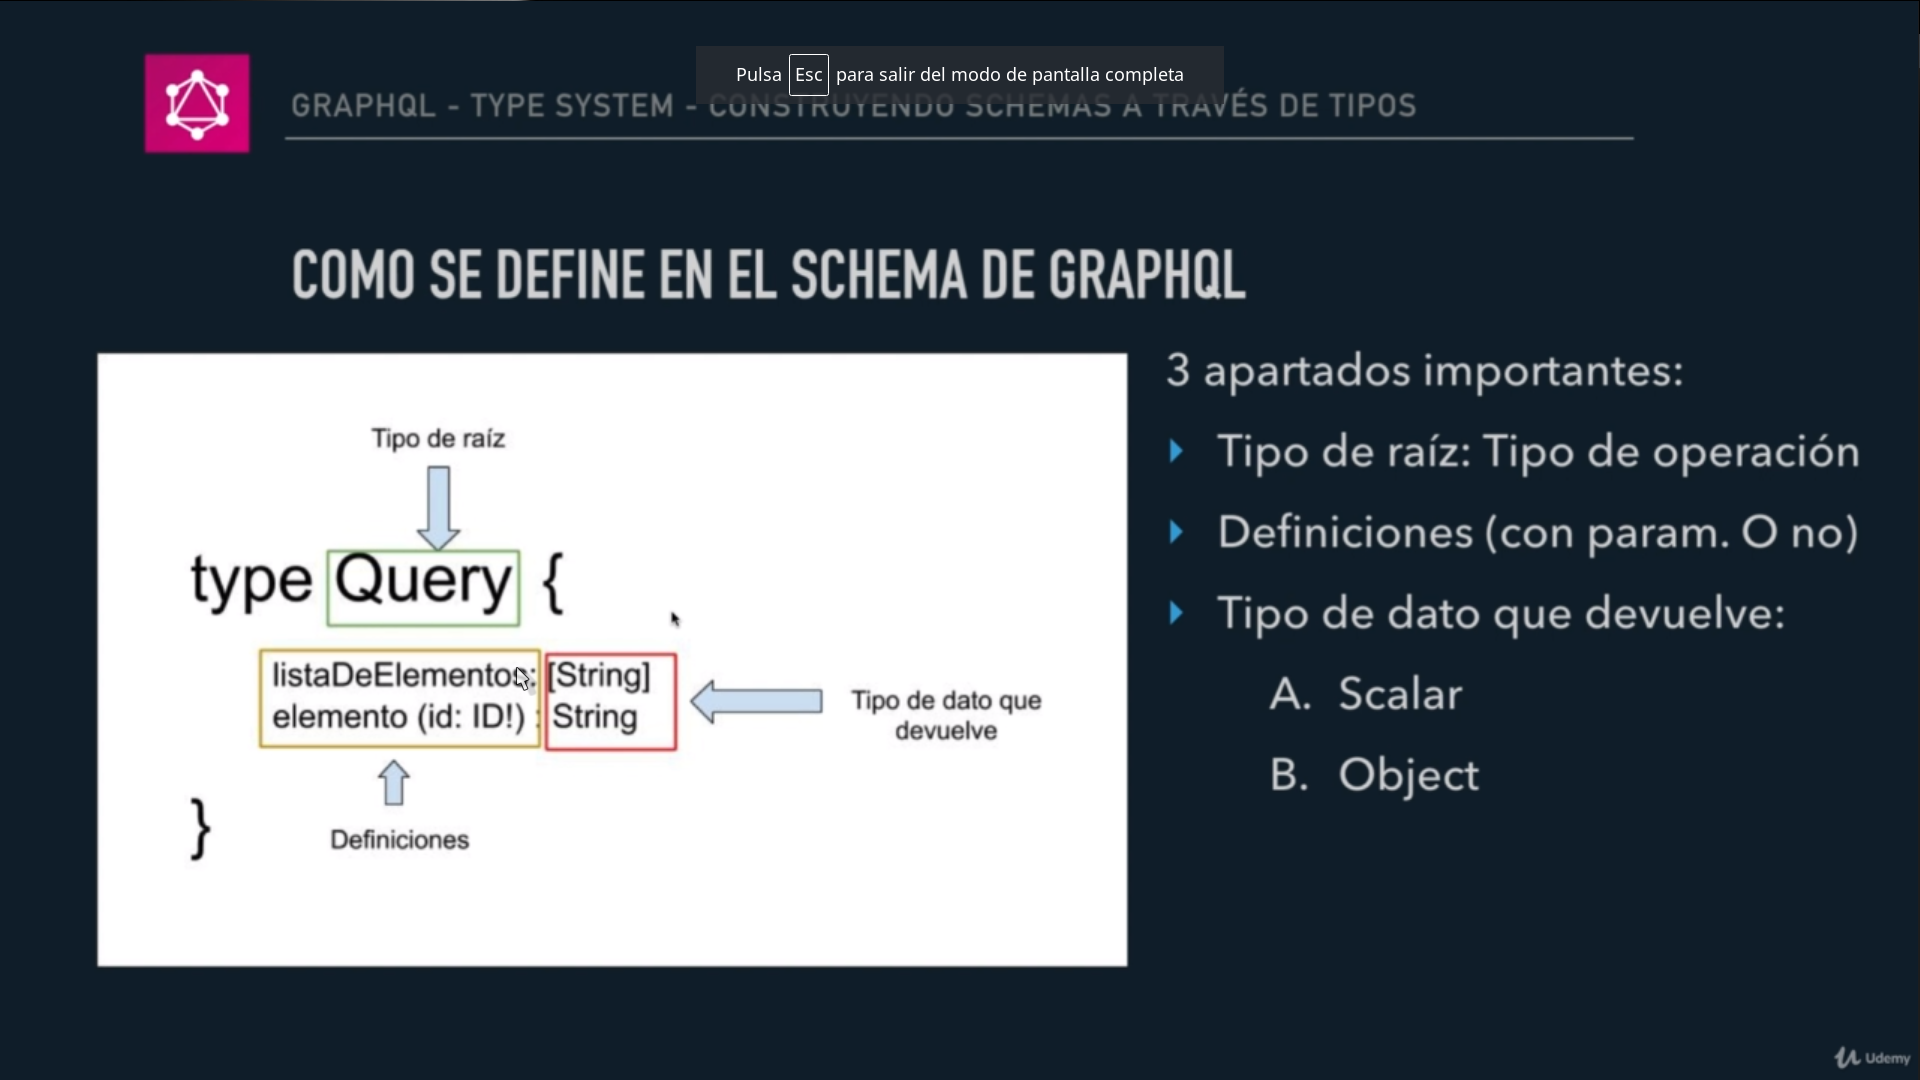 Pulsa Esc para salir del modo de pantalla completa
GRAPHQL - TYPE SYSTEM - CONSTRUYENDO SCHEMAS A TRAVÉS DE TIPOS
COMO SE DEFINE EN EL SCHEMA DE GRAPHQL
Tipo de raíz
type Query {
listaDeElementos: [String]
elemento (id: ID!) : String
Tipo de dato que
devuelve
}
Definiciones
3 apartados importantes:
Tipo de raíz: Tipo de operación
Definiciones (con param. O no)
Tipo de dato que devuelve:
A. Scalar
B. Object
Udemy